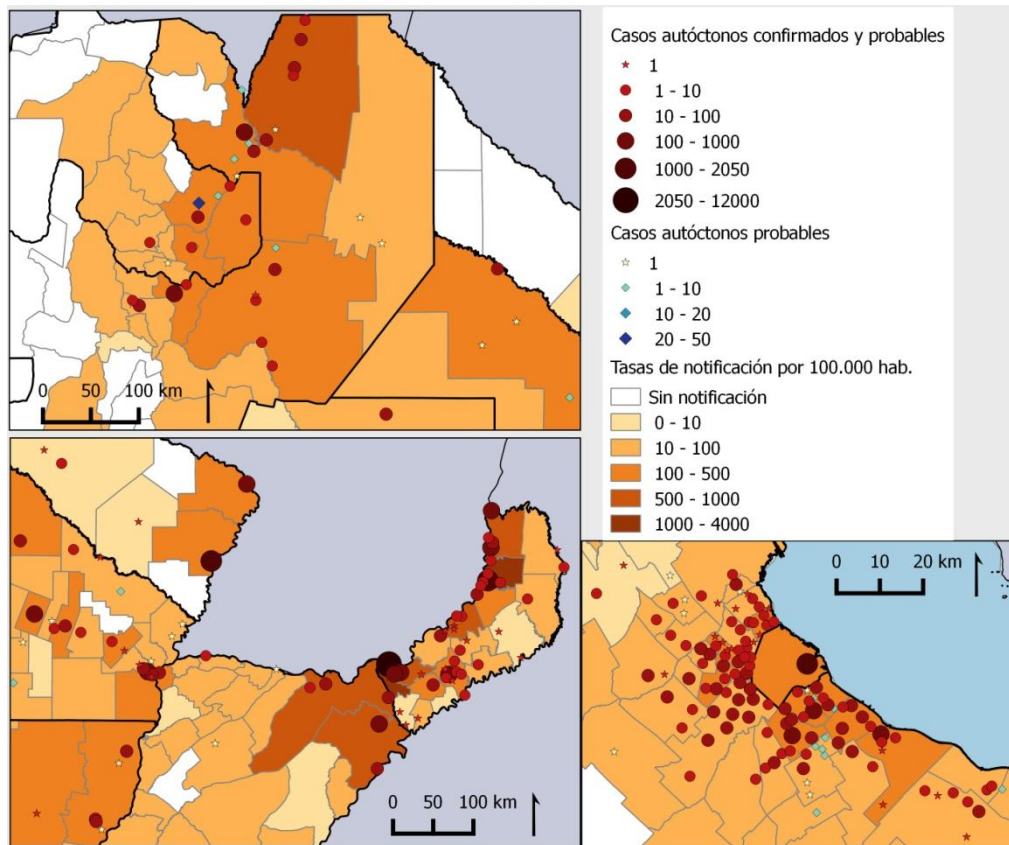 Casos autóctonos confirmados y probables
1
1 - 10
10 - 100
100 - 1000
1000 - 2050
2050 - 12000
Casos autóctonos probables
1
1 - 10
10 - 20
20 - 50
Tasas de notificación por 100.000 hab.
Sin notificación
0 - 10
10 - 100
100 - 500
500 - 1000
1000 - 4000
0 50 100 km
0 50 100 km
0 10 20 km